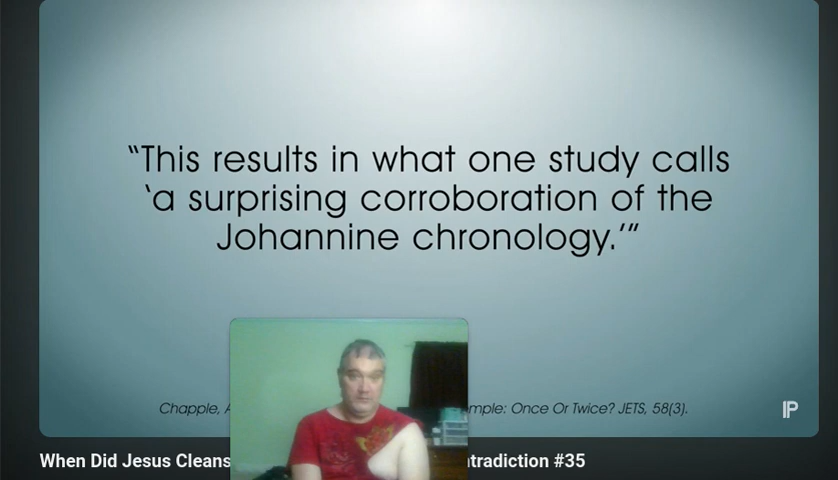 “This results in what one study calls
‘a surprising corroboration of the
Johannine chronology.’”
Chapple, mple: Once Or Twice? JETS, 58(3).
IP
When Did Jesus Cleans tradiction #35